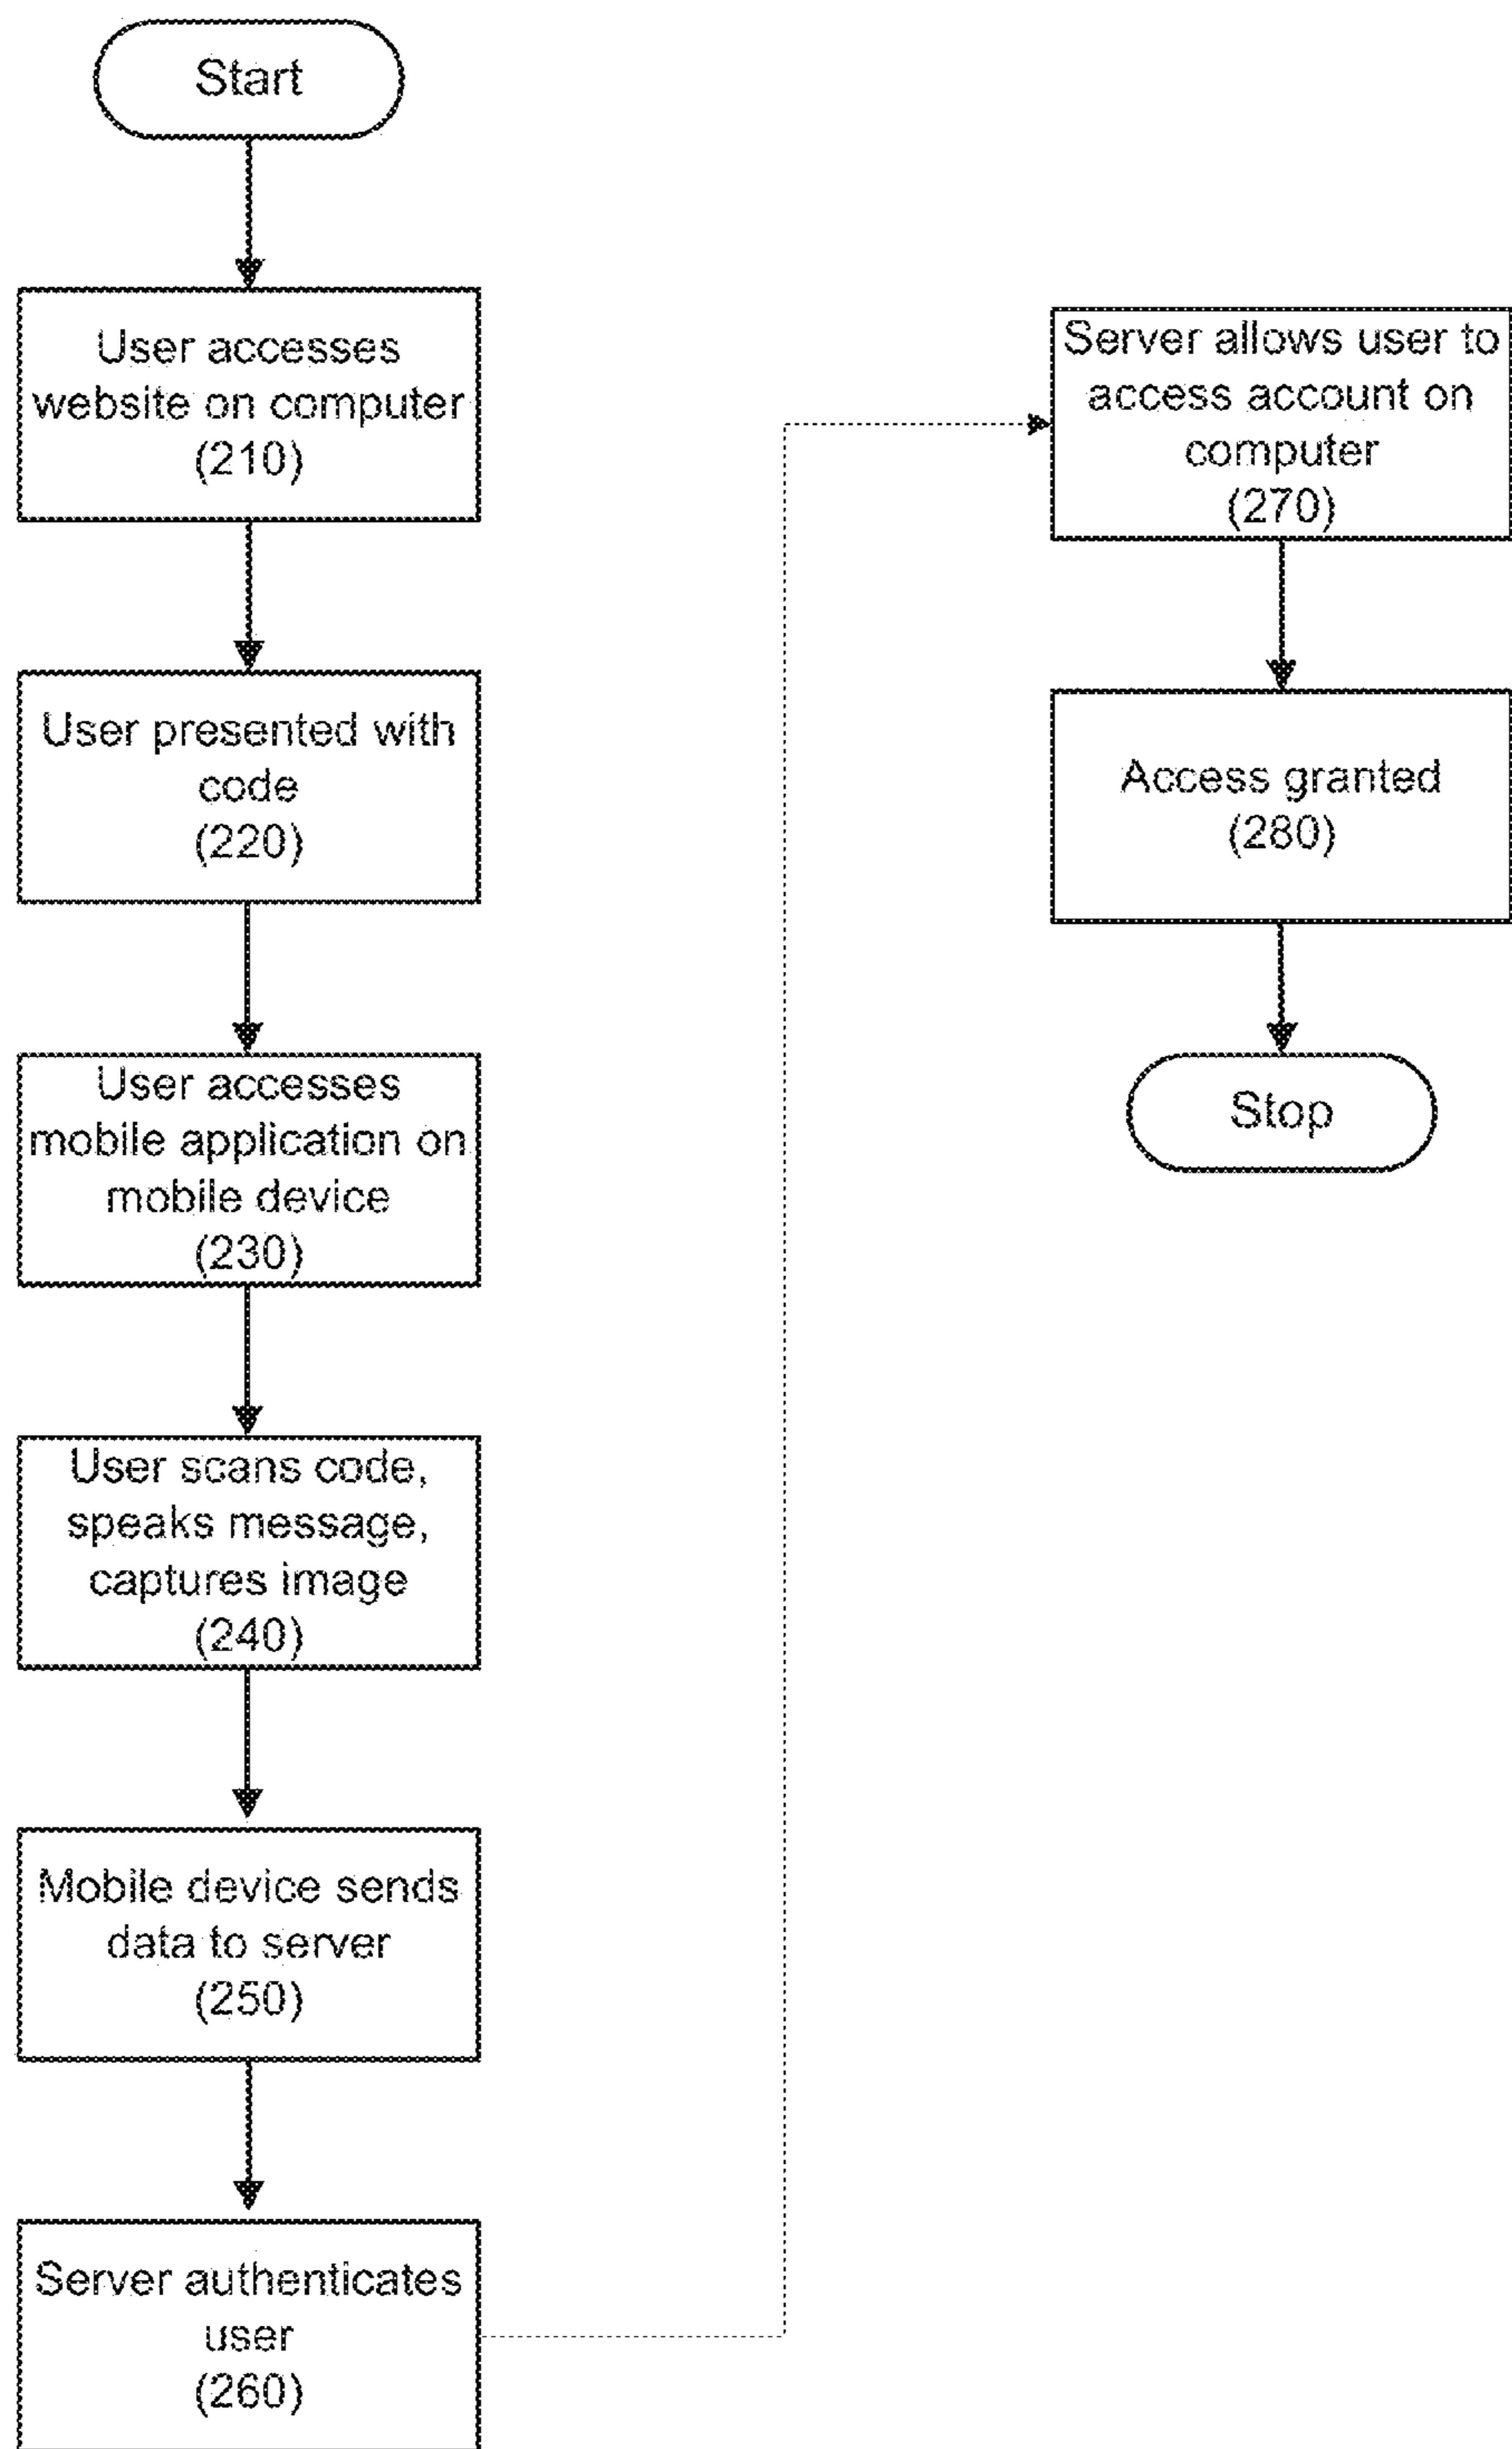 Start
User accesses
website on computer
(210)
User presented with
code
(220)
User accesses
mobile application on
mobile device
(230)
User scans code,
speaks message,
captures image
(240)
Mobile device sends
data to server
(250)
Server authenticates
user
(260)
Server allows user to
access account on
computer
(270)
Access granted
(280)
Stop